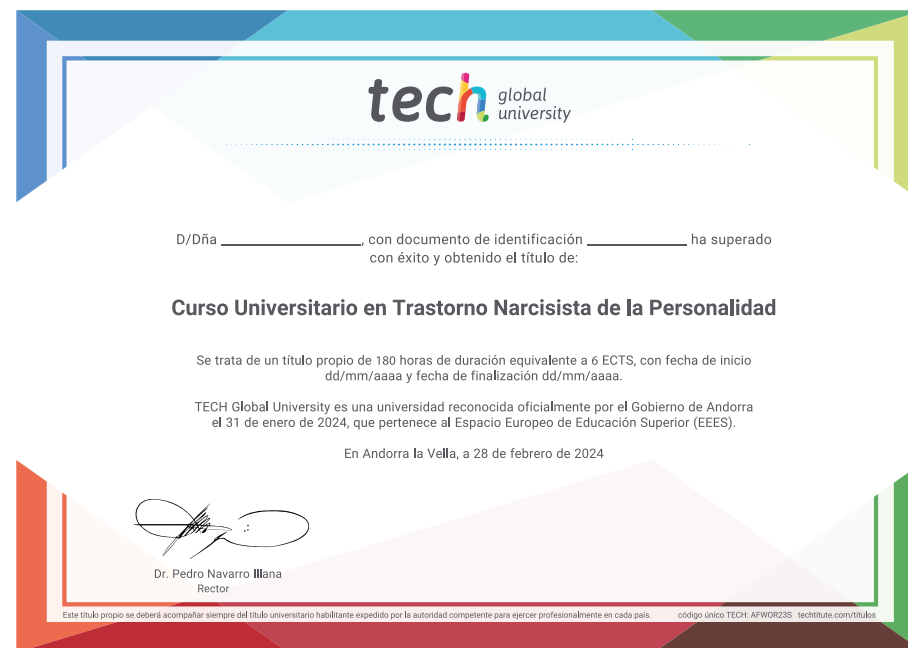 tech global university
D/Dña ____________________, con documento de identificación ______________ ha superado
con éxito y obtenido el título de:
Curso Universitario en Trastorno Narcisista de la Personalidad
Se trata de un título propio de 180 horas de duración equivalente a 6 ECTS, con fecha de inicio
dd/mm/aaaa y fecha de finalización dd/mm/aaaa.
TECH Global University es una universidad reconocida oficialmente por el Gobierno de Andorra
el 31 de enero de 2024, que pertenece al Espacio Europeo de Educación Superior (EEES).
En Andorra la Vella, a 28 de febrero de 2024
Dr. Pedro Navarro Illana
Rector
Este título propio se deberá acompañar siempre del título universitario habilitante expedido por la autoridad competente para ejercer profesionalmente en cada país. código único TECH: AFWOR23S techtitute.com/titulos